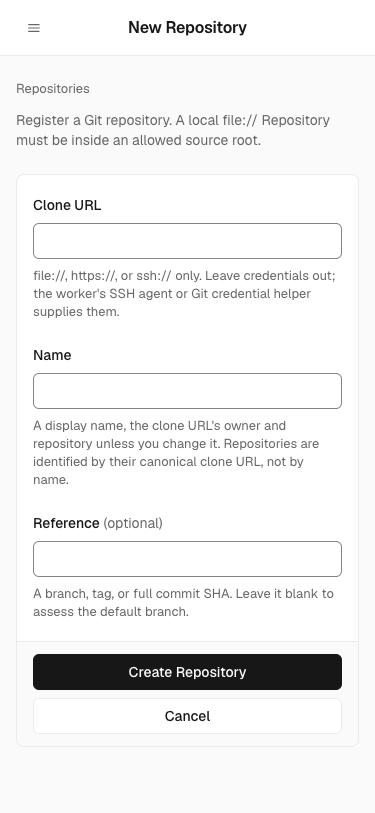 New Repository
Repositories
Register a Git repository. A local file:// Repository
must be inside an allowed source root.
Clone URL
file://, https://, or ssh:// only. Leave credentials out;
the worker's SSH agent or Git credential helper
supplies them.
Name
A display name, the clone URL's owner and
repository unless you change it. Repositories are
identified by their canonical clone URL, not by
name.
Reference (optional)
A branch, tag, or full commit SHA. Leave it blank to
assess the default branch.
Create Repository
Cancel